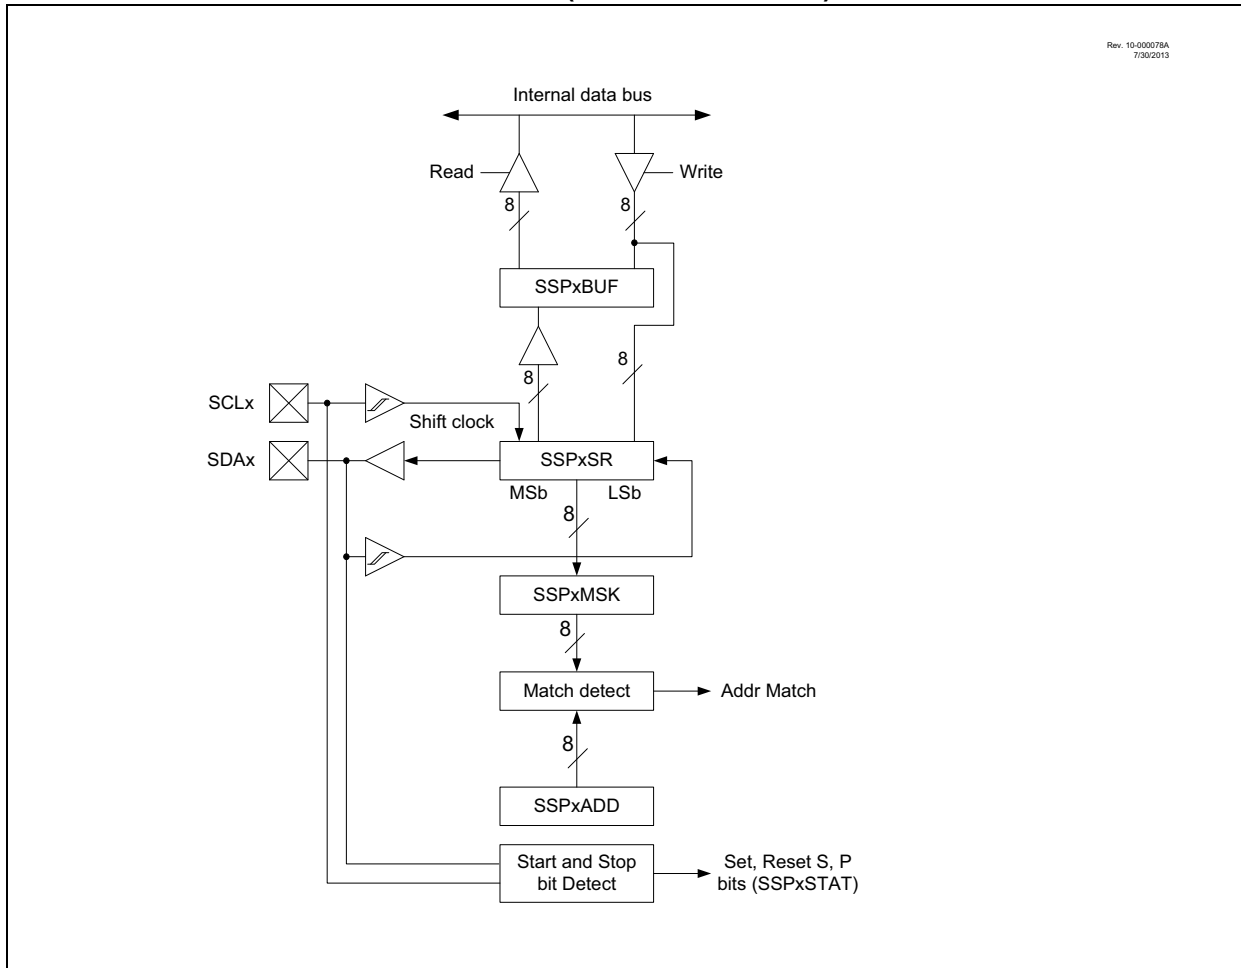 Rev. 10-000078A
7/30/2013
Internal data bus
Read
Write
8
8
SSPxBUF
8
8
SCLx
Shift clock
SDAx
SSPxSR
MSb
LSb
8
SSPxMSK
8
Match detect
Addr Match
8
SSPxADD
Start and Stop
bit Detect
Set, Reset S, P
bits (SSPxSTAT)